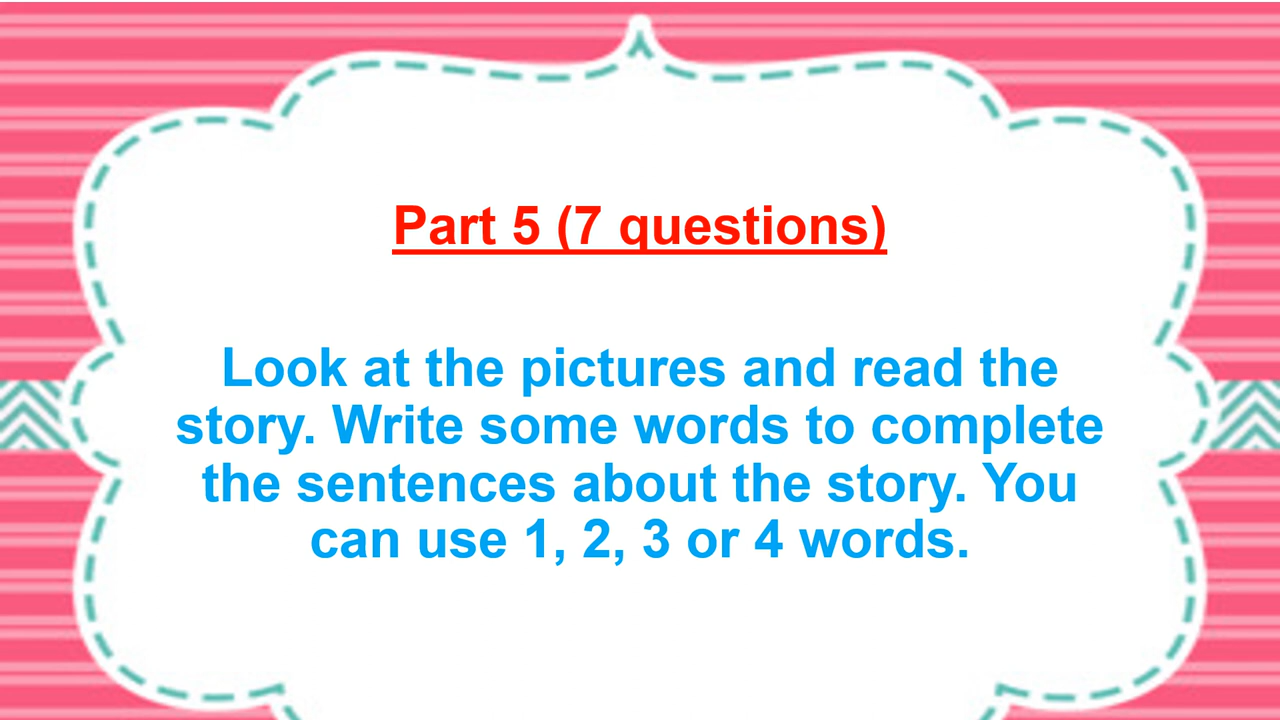 Part 5 (7 questions)
Look at the pictures and read the
story. Write some words to complete
the sentences about the story. You
can use 1, 2, 3 or 4 words.